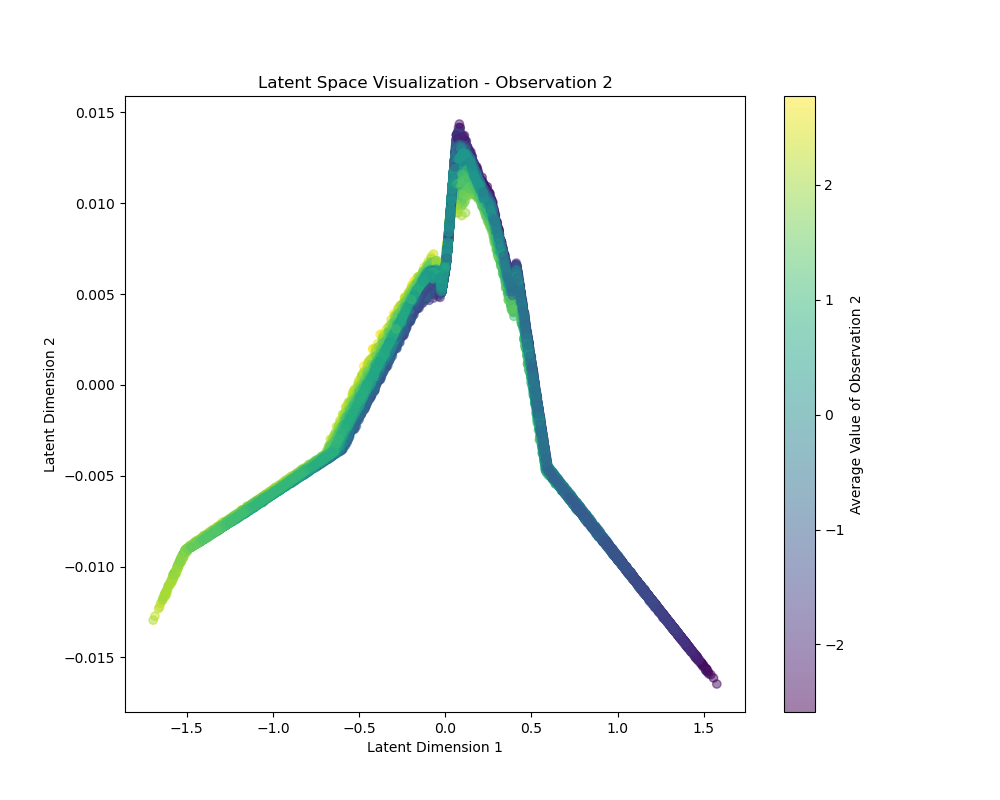 Latent Space Visualization - Observation 2
0.015
0.010
0.005
0.000
−0.005
−0.010
−0.015
Latent Dimension 2
−1.5 −1.0 −0.5 0.0 0.5 1.0 1.5
Latent Dimension 1
2
1
0
−1
−2
Average Value of Observation 2